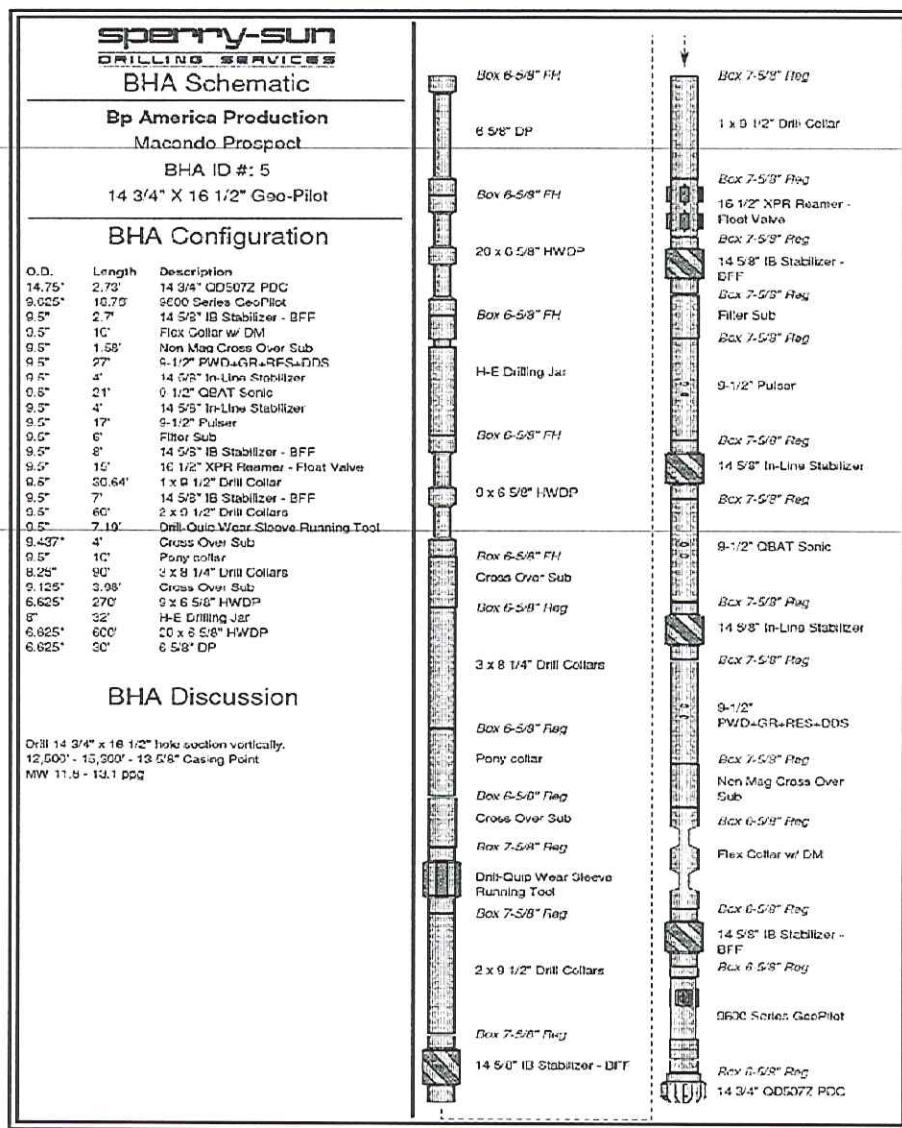 sperry-sun
DRILLING SERVICES
BHA Schematic
Bp America Production
Macondo Prospect
BHA ID #: 5
14 3/4" X 16 1/2" Geo-Pilot
BHA Configuration
O.D. Length Description
14.75" 2.73' 14 3/4" QD507Z PDC
9.625" 18.78' 9600 Series GeoPilot
9.5" 2.7' 14 5/8" IB Stabilizer - BFF
9.5" 10' Flex Collar w/ DM
9.5" 1.58' Non Mag Cross Over Sub
9.5" 27' 9-1/2" PWD+GR+RES+DDS
9.5" 4' 14 5/8" In-Line Stabilizer
9.5" 21' 9-1/2" QBAT Sonic
9.5" 4' 14 5/8" In-Line Stabilizer
9.5" 17' 9-1/2" Pulser
9.5" 6' Filter Sub
9.5" 8' 14 5/8" IB Stabilizer - BFF
9.5" 15' 16 1/2" XPR Reamer - Float Valve
9.5" 30.64' 1 x 9 1/2" Drill Collar
9.5" 7' 14 5/8" IB Stabilizer - BFF
9.5" 60' 2 x 9 1/2" Drill Collars
9.5" 7.19' Drill-Quip Wear Sleeve Running Tool
9.437" 4' Cross Over Sub
9.5" 10' Pony collar
8.25" 90' 3 x 8 1/4" Drill Collars
9.125" 3.98' Cross Over Sub
6.625" 270' 9 x 6 5/8" HWDP
8" 32' H-E Drilling Jar
6.625" 600' 20 x 6 5/8" HWDP
6.625" 30' 6 5/8" DP
BHA Discussion
Drill 14 3/4" x 16 1/2" hole section vertically.
12,500' - 15,300' - 13 5/8" Casing Point
MW 11.8 - 13.1 ppg
Box 6-5/8" FH
6 5/8" DP
Box 6-5/8" FH
20 x 6 5/8" HWDP
Box 6-5/8" FH
H-E Drilling Jar
Box 6-5/8" FH
9 x 6 5/8" HWDP
Box 6-5/8" FH
Cross Over Sub
Box 6-5/8" Reg
3 x 8 1/4" Drill Collars
Box 6-5/8" Reg
Pony collar
Box 6-5/8" Reg
Cross Over Sub
Box 7-5/8" Reg
Drill-Quip Wear Sleeve
Running Tool
Box 7-5/8" Reg
2 x 9 1/2" Drill Collars
Box 7-5/8" Reg
14 5/8" IB Stabilizer - BFF
Box 7-5/8" Reg
1 x 9 1/2" Drill Collar
Box 7-5/8" Reg
16 1/2" XPR Reamer -
Float Valve
Box 7-5/8" Reg
14 5/8" IB Stabilizer -
BFF
Box 7-5/8" Reg
Filter Sub
Box 7-5/8" Reg
9-1/2" Pulser
Box 7-5/8" Reg
14 5/8" In-Line Stabilizer
Box 7-5/8" Reg
9-1/2" QBAT Sonic
Box 7-5/8" Reg
14 5/8" In-Line Stabilizer
Box 7-5/8" Reg
9-1/2"
PWD+GR+RES+DDS
Box 7-5/8" Reg
Non Mag Cross Over
Sub
Box 6-5/8" Reg
Flex Collar w/ DM
Box 6-5/8" Reg
14 5/8" IB Stabilizer -
BFF
Box 6-5/8" Reg
9600 Series GeoPilot
Box 6-5/8" Reg
14 3/4" QD507Z PDC